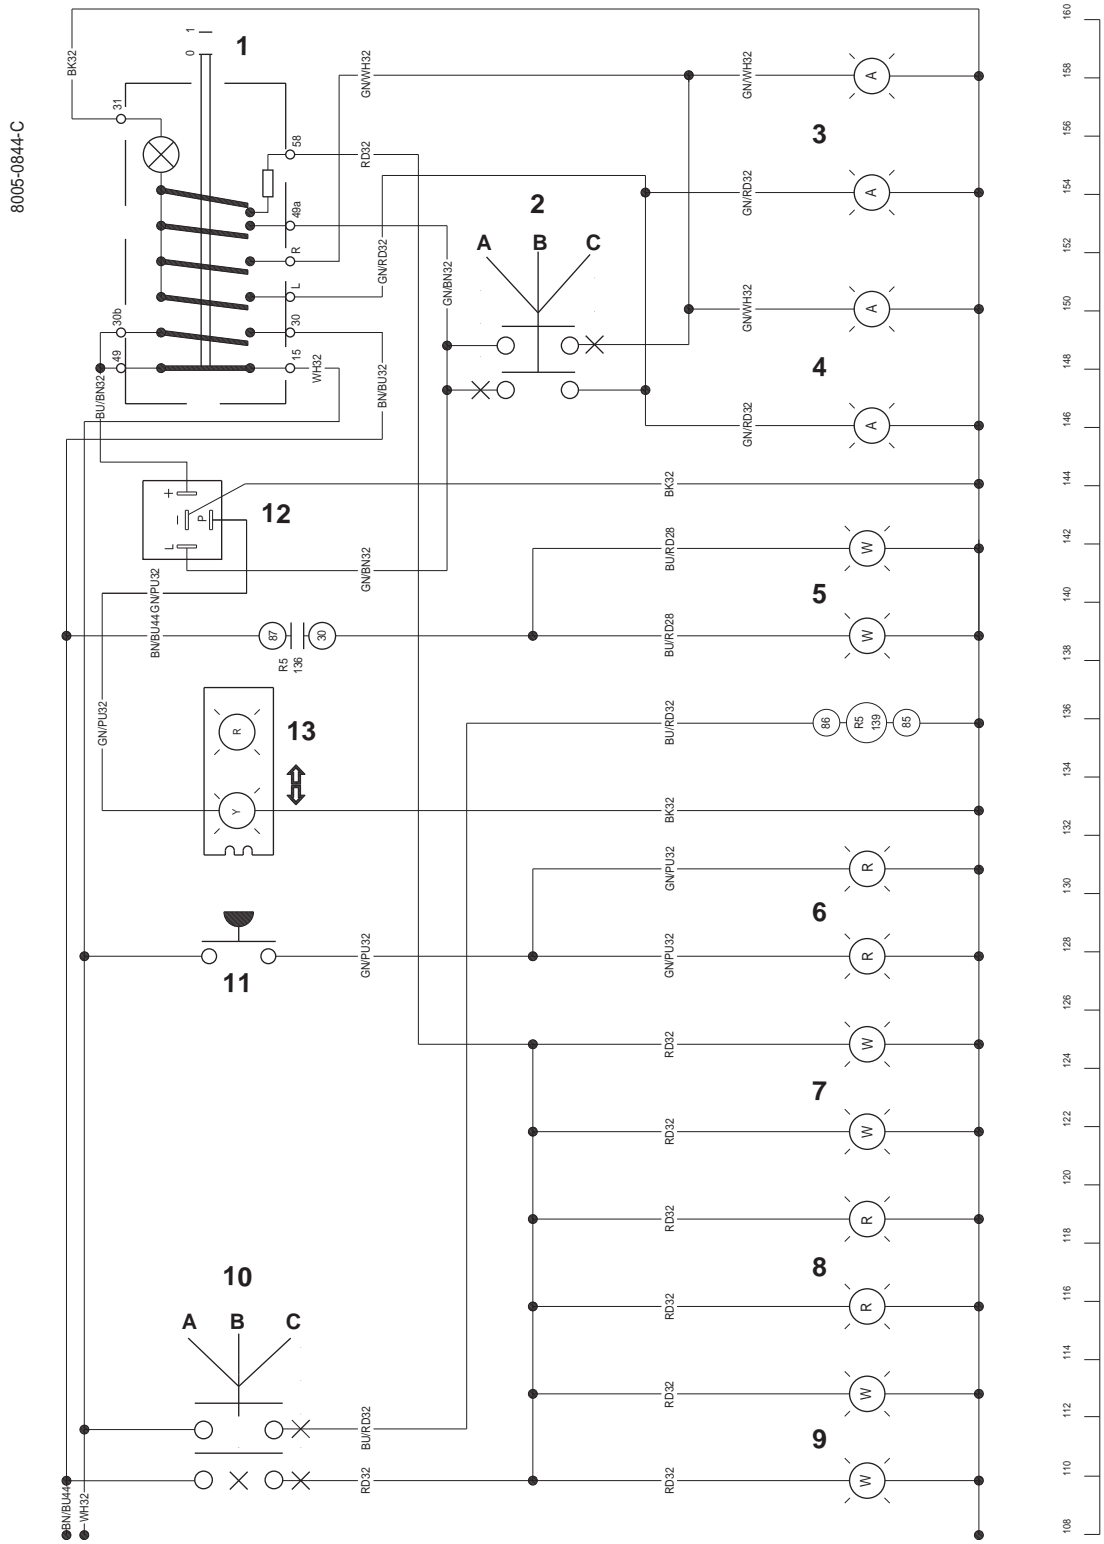 8005-0844-C
BK32
0 1
1
31
58
49a
R
L
30b
30
49
15
WH32
BU/BN32
BN/BU32
GN/WH32
RD32
GN/RD32
GN/BN32
2
A B C
GN/WH32
A
3
GN/RD32
A
GN/WH32
A
4
GN/RD32
A
+
–
P
L
12
BK32
GN/BN32
BN/BU44
GN/PU32
BU/RD28
W
5
87
30
R5
136
BU/RD28
W
GN/PU32
R
13
Y
BU/RD32
86
R5
139
85
BK32
GN/PU32
R
6
11
GN/PU32
GN/PU32
R
RD32
W
7
RD32
W
RD32
R
8
RD32
R
10
A B C
RD32
W
9
BU/RD32
RD32
RD32
W
BN/BU44
WH32
160
158
156
154
152
150
148
146
144
142
140
138
136
134
132
130
128
126
124
122
120
118
116
114
112
110
108